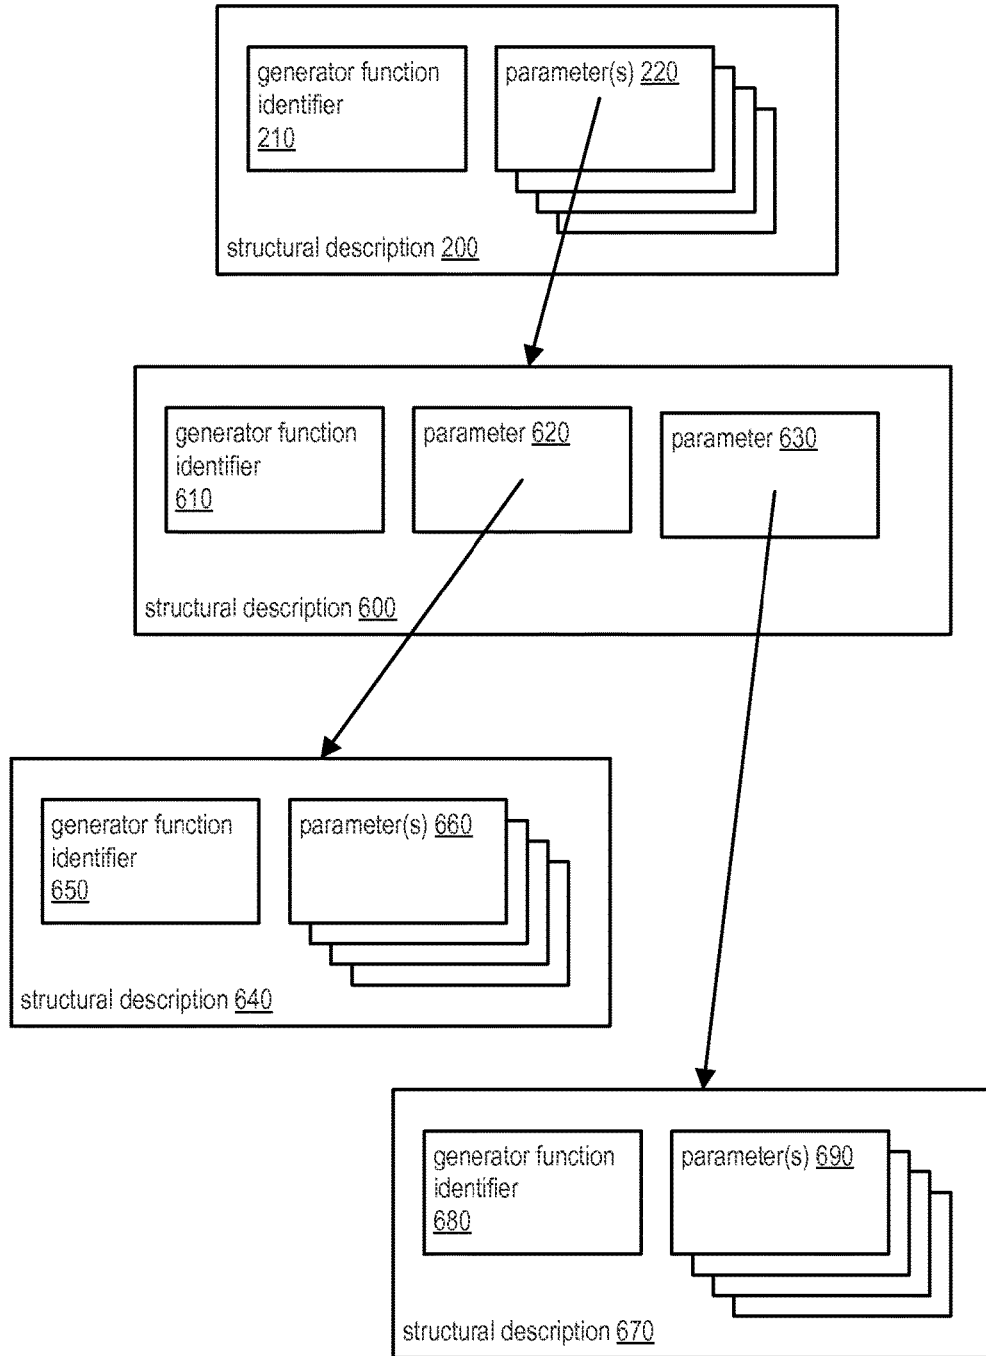 generator function
identifier
210
parameter(s) 220
structural description 200
generator function
identifier
610
parameter 620
parameter 630
structural description 600
generator function
identifier
650
parameter(s) 660
structural description 640
generator function
identifier
680
parameter(s) 690
structural description 670